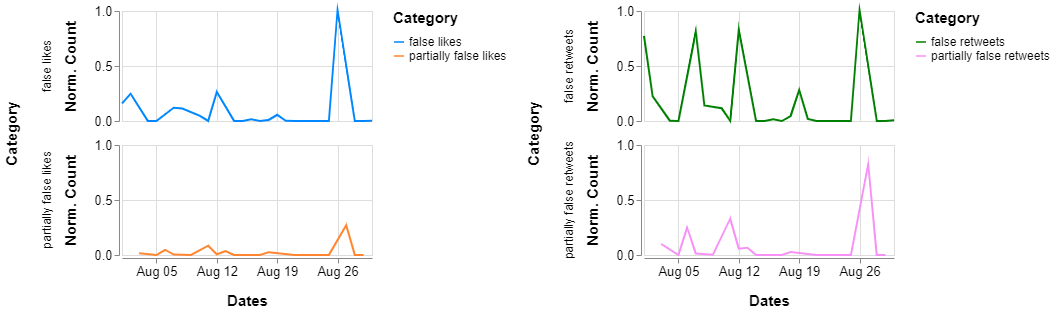 Category
false likes
Norm. Count
1.0
0.5
0.0
partially false likes
Norm. Count
1.0
0.5
0.0
Aug 05 Aug 12 Aug 19 Aug 26
Dates
Category
false likes
partially false likes
Category
false retweets
Norm. Count
1.0
0.5
0.0
partially false retweets
Norm. Count
1.0
0.5
0.0
Aug 05 Aug 12 Aug 19 Aug 26
Dates
Category
false retweets
partially false retweets